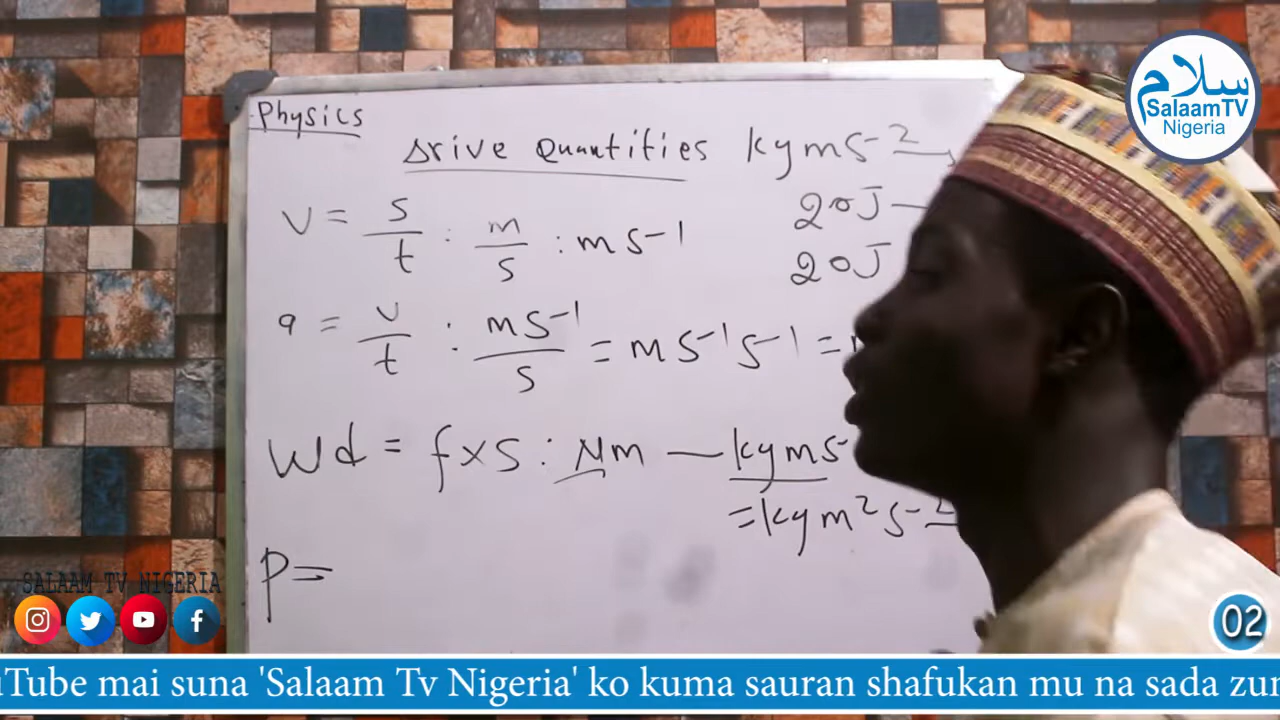 Physics
Drive Quantities kgms-2
20J
20J
v = s/t : m/s : ms-1
a = v/t : ms-1/s = ms-1s-1 =
Wd = f×s : Nm — kgms-
= kgm²s-2
P=
سلام
SalaamTV
Nigeria
SALAAM TV NIGERIA
02
uTube mai suna 'Salaam Tv Nigeria' ko kuma sauran shafukan mu na sada zum